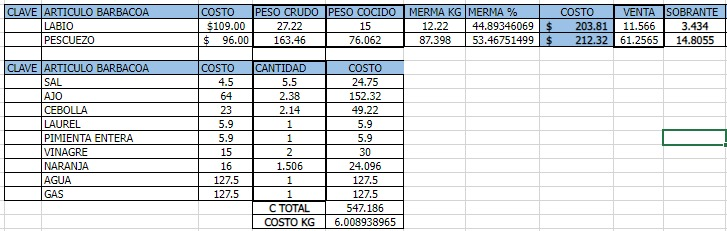 CLAVE ARTICULO BARBACOA COSTO PESO CRUDO PESO COCIDO MERMA KG MERMA % COSTO VENTA SOBRANTE
LABIO $109.00 27.22 15 12.22 44.89346069 $ 203.81 11.566 3.434
PESCUEZO $ 96.00 163.46 76.062 87.398 53.46751499 $ 212.32 61.2565 14.8055
CLAVE ARTICULO BARBACOA COSTO CANTIDAD COSTO
SAL 4.5 5.5 24.75
AJO 64 2.38 152.32
CEBOLLA 23 2.14 49.22
LAUREL 5.9 1 5.9
PIMIENTA ENTERA 5.9 1 5.9
VINAGRE 15 2 30
NARANJA 16 1.506 24.096
AGUA 127.5 1 127.5
GAS 127.5 1 127.5
C TOTAL 547.186
COSTO KG 6.008938965